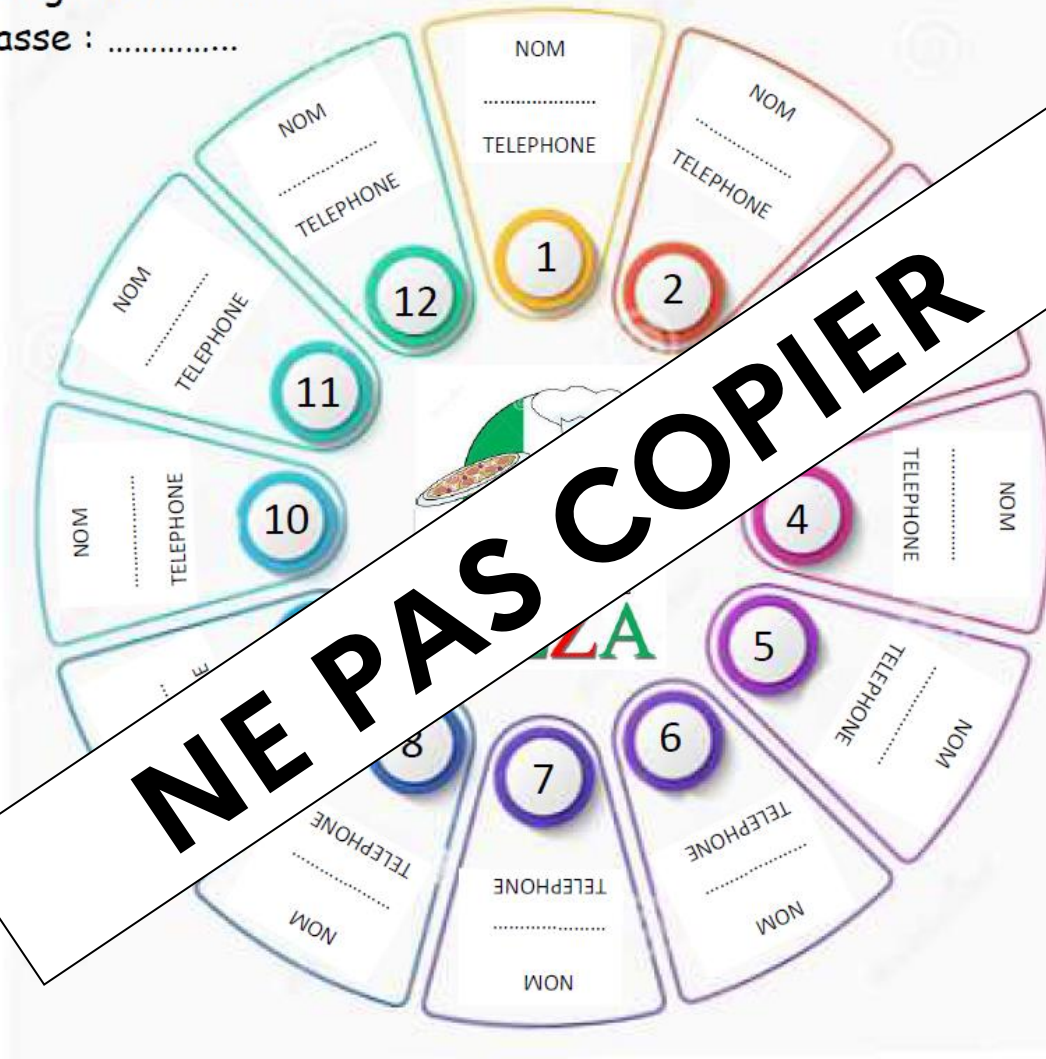 asse : ..............
NOM
.....................
TELEPHONE
1
NOM
.....................
TELEPHONE
2
4
TELEPHONE
.....................
NOM
5
TELEPHONE
.....................
NOM
6
TELEPHONE
.....................
NOM
7
TELEPHONE
.....................
NOM
8
TELEPHONE
.....................
NOM
E
10
TELEPHONE
.....................
NOM
11
TELEPHONE
.....................
NOM
12
TELEPHONE
.....................
NOM
ZA
NE PAS COPIER